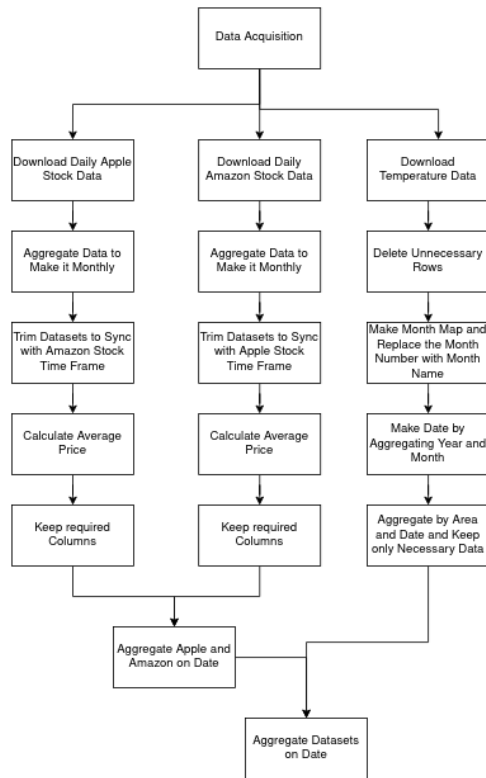 Data Acquisition
Download Daily Apple
Stock Data
Download Daily
Amazon Stock Data
Download
Temperature Data
Aggregate Data to
Make it Monthly
Aggregate Data to
Make it Monthly
Delete Unnecessary
Rows
Trim Datasets to Sync
with Amazon Stock
Time Frame
Trim Datasets to Sync
with Apple Stock
Time Frame
Make Month Map and
Replace the Month
Number with Month
Name
Calculate Average
Price
Calculate Average
Price
Make Date by
Aggregating Year and
Month
Keep required
Columns
Keep required
Columns
Aggregate by Area
and Date and Keep
only Necessary Data
Aggregate Apple and
Amazon on Date
Aggregate Datasets
on Date